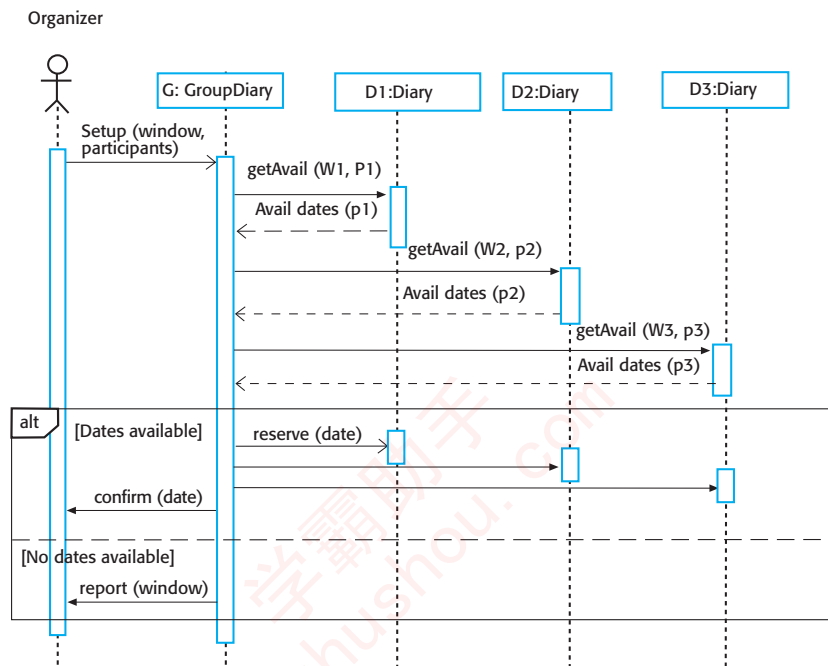 Organizer
G: GroupDiary
D1:Diary
D2:Diary
D3:Diary
Setup (window,
participants)
getAvail (W1, P1)
Avail dates (p1)
getAvail (W2, p2)
Avail dates (p2)
getAvail (W3, p3)
Avail dates (p3)
alt
[Dates available]
reserve (date)
confirm (date)
[No dates available]
report (window)
学霸助手
hushou.com